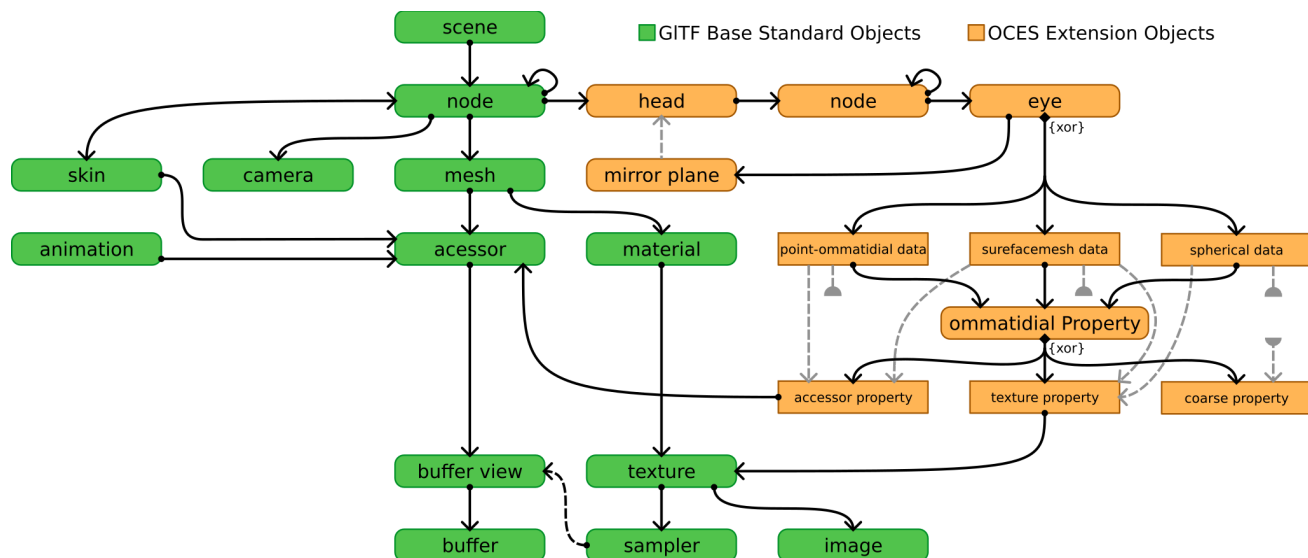 scene
GlTF Base Standard Objects
OCES Extension Objects
node
head
node
eye
{xor}
skin
camera
mesh
mirror plane
animation
acessor
material
point-ommatidial data
surefacemesh data
spherical data
ommatidial Property
{xor}
accessor property
texture property
coarse property
buffer view
texture
buffer
sampler
image